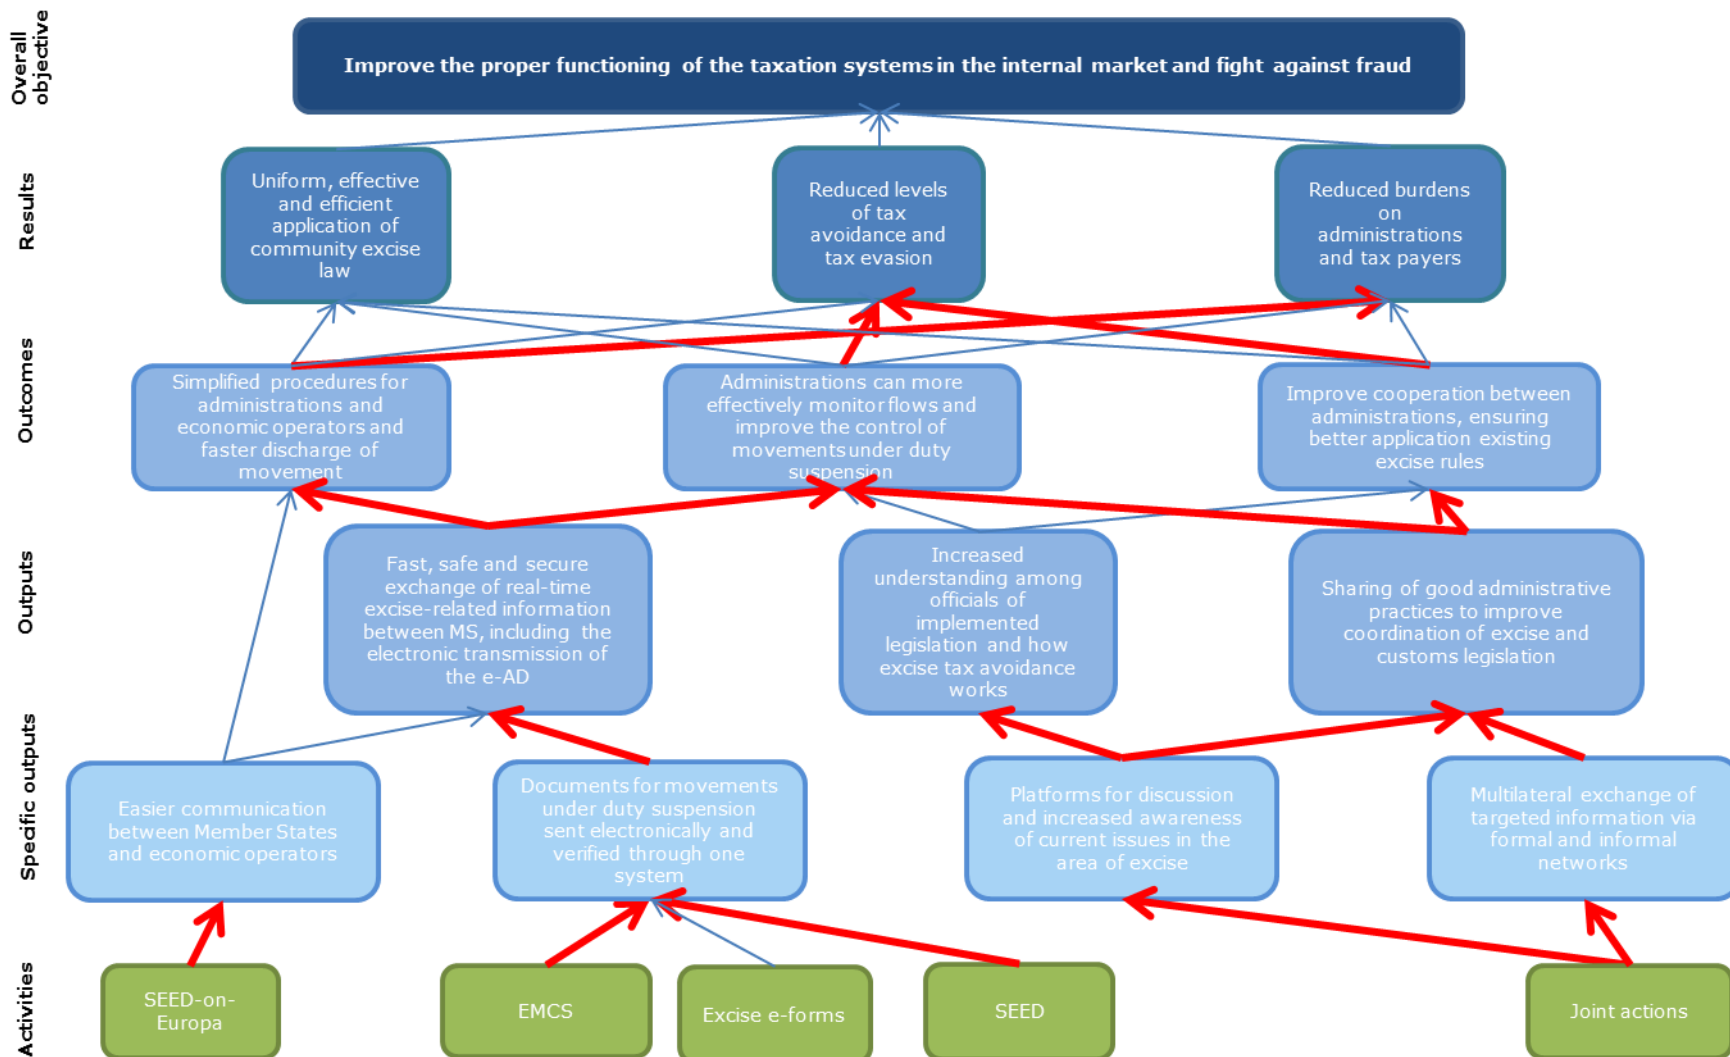 Overall
objective
Improve the proper functioning of the taxation systems in the internal market and fight against fraud
Results
Uniform, effective
and efficient
application of
community excise
law
Reduced levels
of tax
avoidance and
tax evasion
Reduced burdens
on
administrations
and tax payers
Outcomes
Simplified procedures for
administrations and
economic operators and
faster discharge of
movement
Administrations can more
effectively monitor flows and
improve the control of
movements under duty
suspension
Improve cooperation between
administrations, ensuring
better application existing
excise rules
Outputs
Fast, safe and secure
exchange of real-time
excise-related information
between MS, including the
electronic transmission of
the e-AD
Increased
understanding among
officials of
implemented
legislation and how
excise tax avoidance
works
Sharing of good administrative
practices to improve
coordination of excise and
customs legislation
Specific outputs
Easier communication
between Member States
and economic operators
Documents for movements
under duty suspension
sent electronically and
verified through one
system
Platforms for discussion
and increased awareness
of current issues in the
area of excise
Multilateral exchange of
targeted information via
formal and informal
networks
Activities
SEED-on-
Europa
EMCS
Excise e-forms
SEED
Joint actions